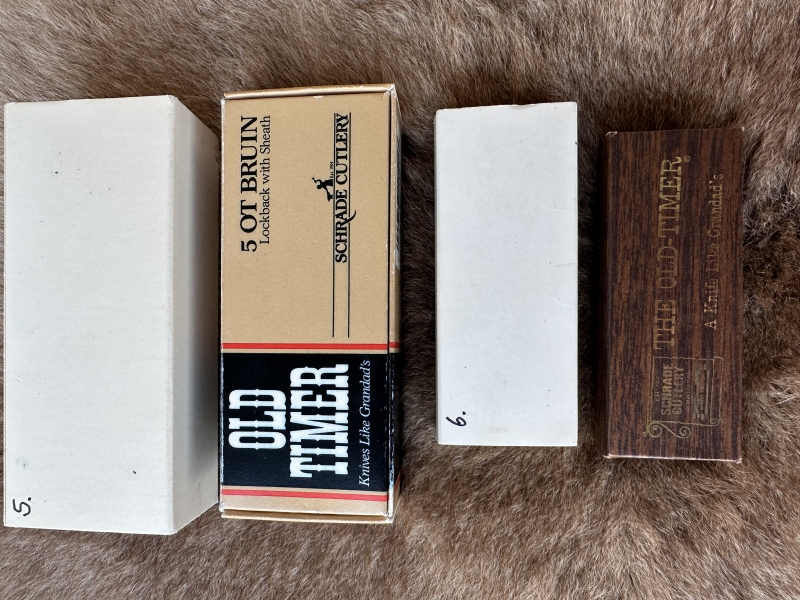 5.
5 OT BRUIN
Lockback with Sheath
SCHRADE CUTLERY
OLD
TIMER
Knives Like Grandad's
6.
THE OLD-TIMER®
A Knife Like Grandad's
SCHRADE
CUTLERY